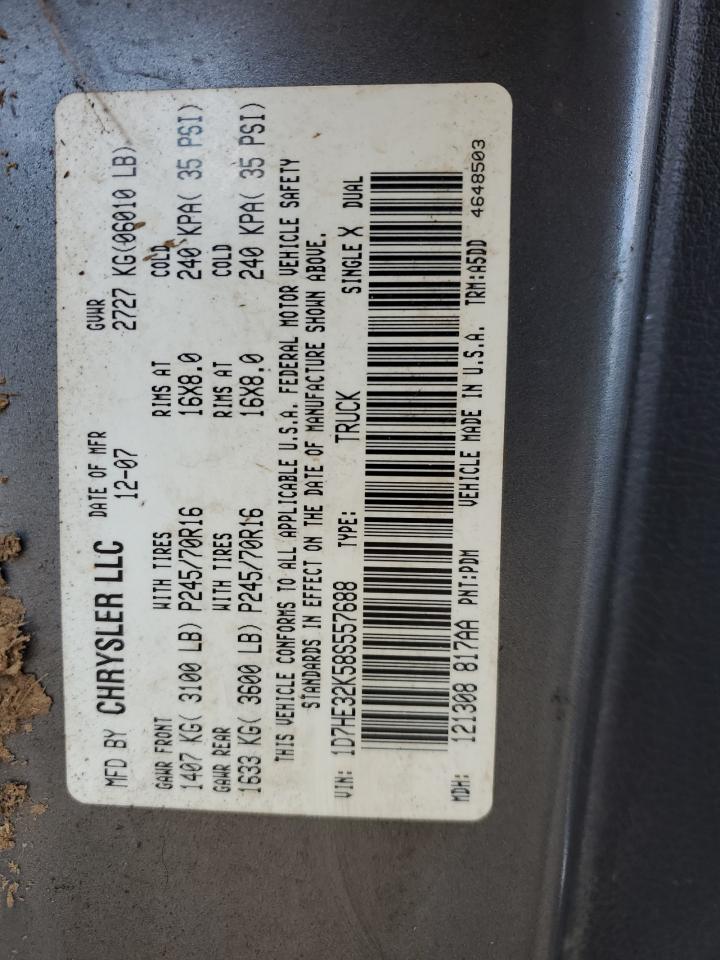 MFD BY CHRYSLER LLC DATE OF MFR GVWR
12-07 2727 KG(06010 LB)
GAWR FRONT WITH TIRES RIMS AT COLD
1407 KG( 3100 LB) P245/70R16 16X8.0 240 KPA( 35 PSI)
GAWR REAR WITH TIRES RIMS AT COLD
1633 KG( 3600 LB) P245/70R16 16X8.0 240 KPA( 35 PSI)
THIS VEHICLE CONFORMS TO ALL APPLICABLE U.S.A. FEDERAL MOTOR VEHICLE SAFETY
STANDARDS IN EFFECT ON THE DATE OF MANUFACTURE SHOWN ABOVE.
VIN: 1D7HE32K58S557688 TYPE: TRUCK SINGLE X DUAL
MDH: 121308 817AA PNT:PDM VEHICLE MADE IN U.S.A. TRM:A5DD 4648503